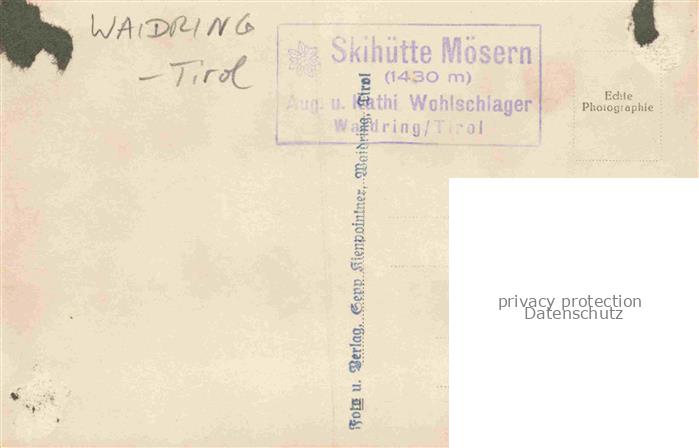 WAIDRING
- Tirol
Skihütte Mösern
(1430 m)
Aug. u. Kathi Wohlschlager
Waidring/Tirol
Echte
Photographie
Foto u. Verlag, Sepp Kienpointner, Waidring, Tirol
privacy protection
Datenschutz